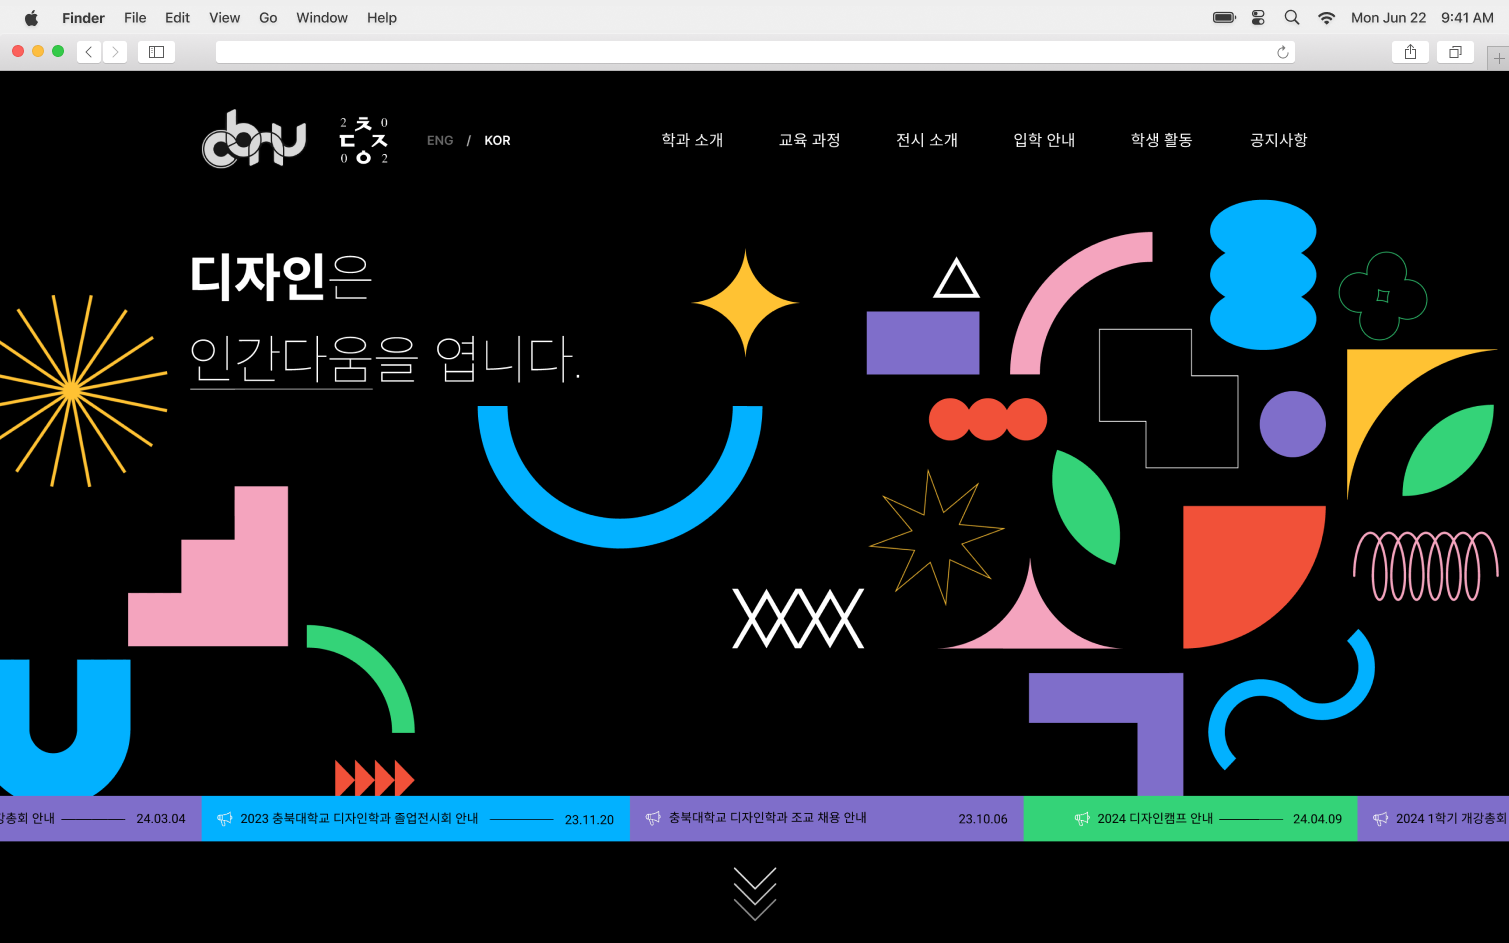 Finder File Edit View Go Window Help
Mon Jun 22 9:41 AM
cbnu
2 0
0 2
ENG / KOR
학과 소개 교육 과정 전시 소개 입학 안내 학생 활동 공지사항
디자인은
인간다움을 엽니다.
강총회 안내 24.03.04
2023 충북대학교 디자인학과 졸업전시회 안내 23.11.20
충북대학교 디자인학과 조교 채용 안내 23.10.06
2024 디자인캠프 안내 24.04.09
2024 1학기 개강총회